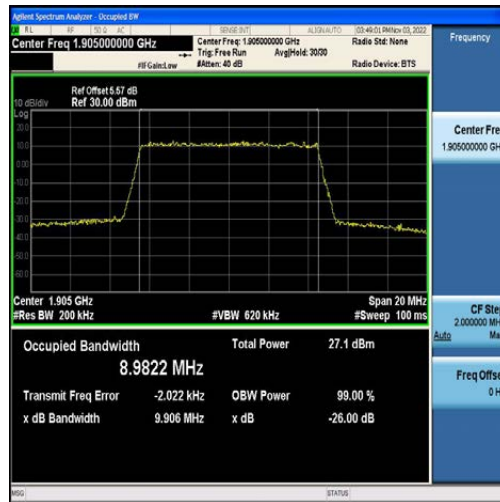 Agilent Spectrum Analyzer - Occupied BW
RL RF 50 Ω AC SENSE:INT ALIGNAUTO 03:49:01 PM Nov 03, 2022
Center Freq 1.905000000 GHz Center Freq: 1.905000000 GHz Radio Std: None Frequency
Trig: Free Run Avg|Hold: 30/30
#IFGain:Low #Atten: 40 dB Radio Device: BTS
Ref Offset 5.57 dB
10 dB/div Ref 30.00 dBm
Log
20.0
10.0
0.00
-10.0
-20.0
-30.0
-40.0
-50.0
-60.0
Center Fre
1.905000000 GH
Center 1.905 GHz Span 20 MHz
#Res BW 200 kHz #VBW 620 kHz #Sweep 100 ms
CF Step
2.000000 MH
Auto Ma
Occupied Bandwidth Total Power 27.1 dBm
8.9822 MHz
Transmit Freq Error -2.022 kHz OBW Power 99.00 %
x dB Bandwidth 9.906 MHz x dB -26.00 dB
Freq Offse
0 H
MSG STATUS